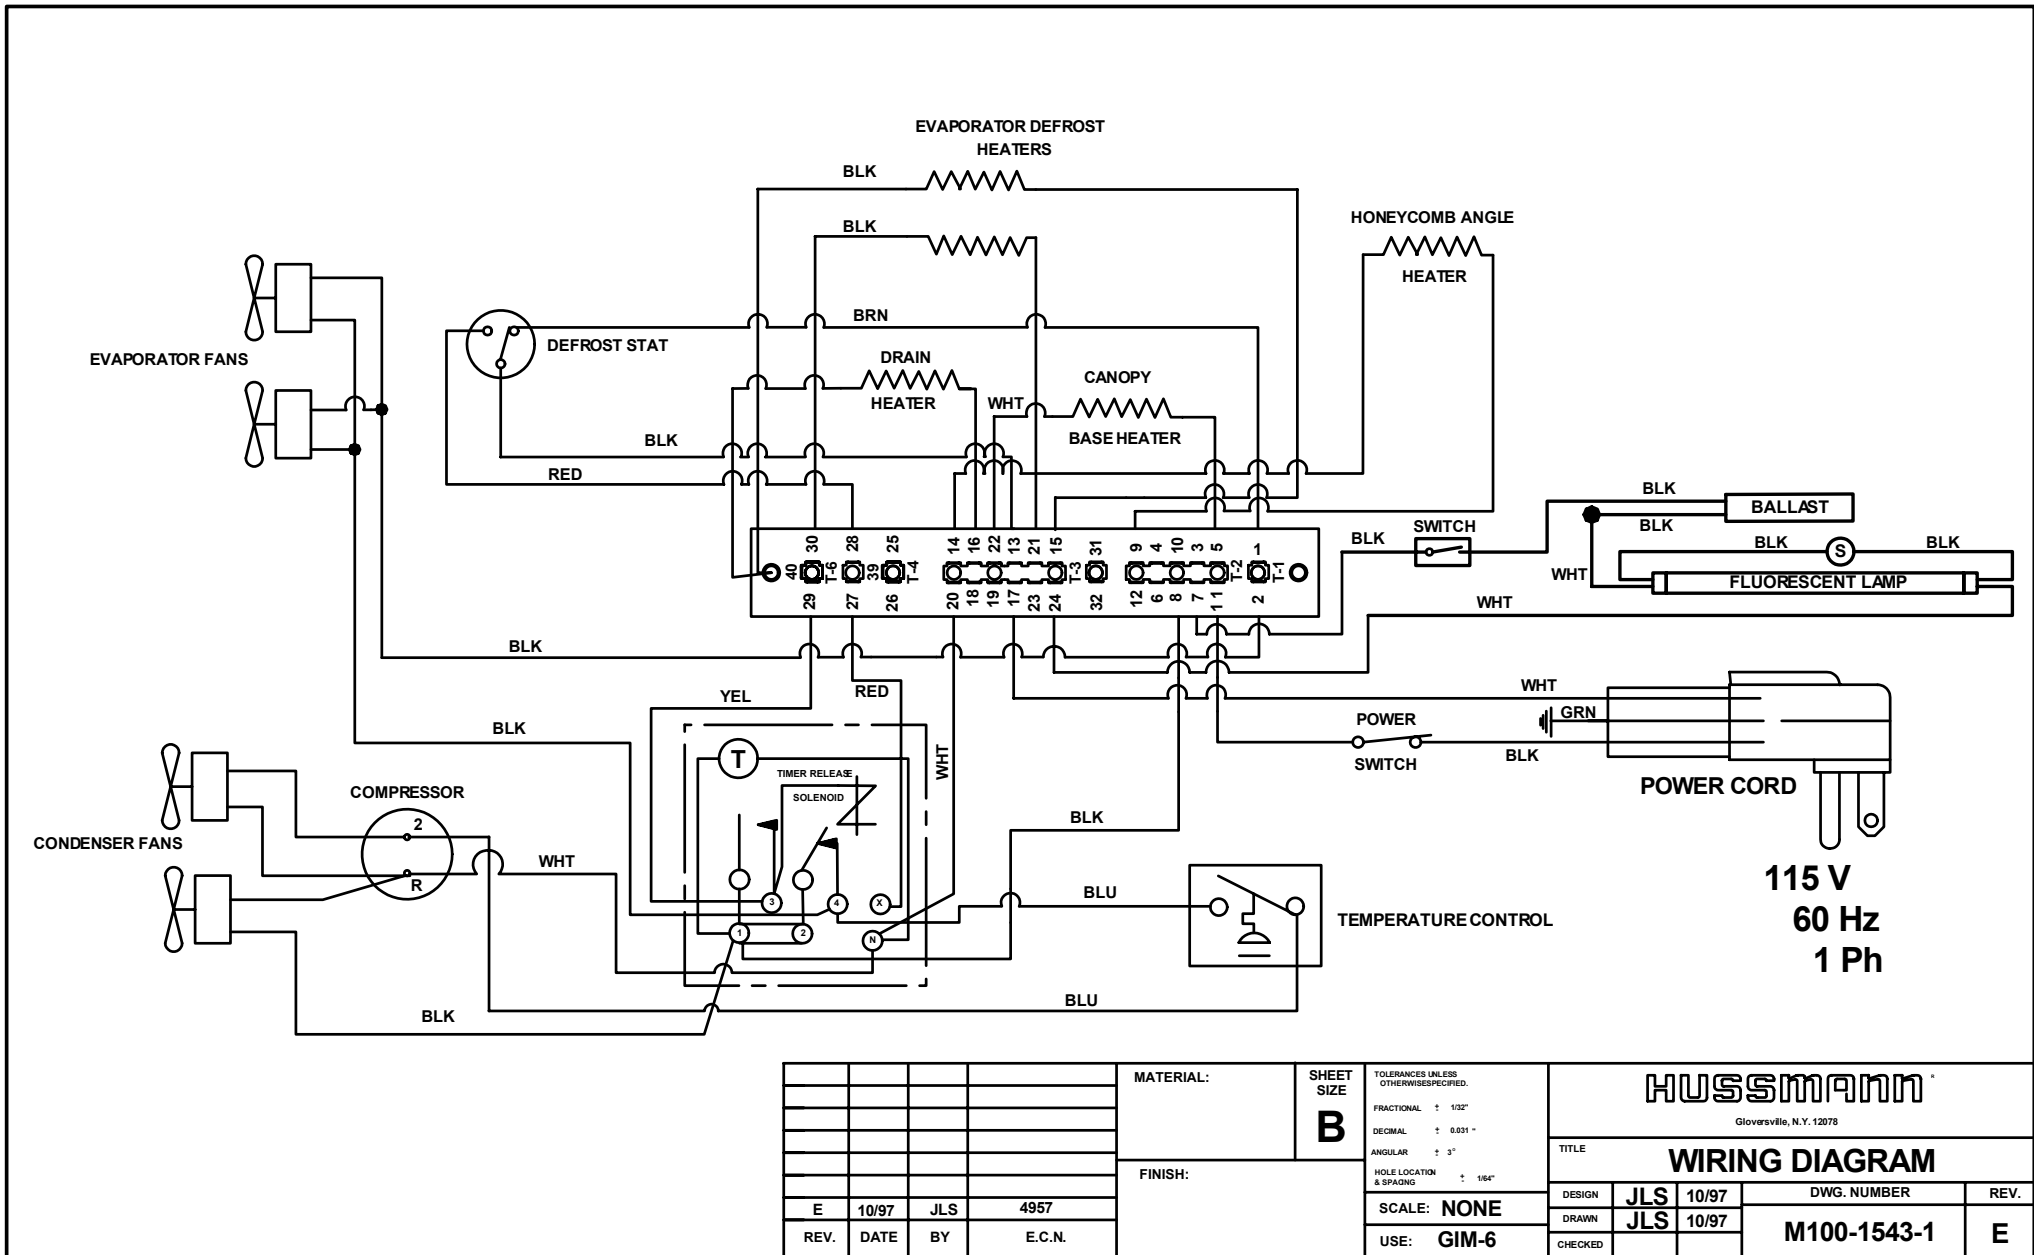 EVAPORATOR DEFROST
HEATERS
BLK
BLK
HONEYCOMB ANGLE
HEATER
BRN
DEFROST STAT
EVAPORATOR FANS
DRAIN
HEATER
CANOPY
WHT
BASE HEATER
BLK
RED
BLK
BALLAST
BLK
SWITCH
BLK
BLK
S
BLK
WHT
FLUORESCENT LAMP
WHT
30 28 25 14 16 22 13 21 15 31 9 4 10 3 5 1
40 T-6 39 T-4 T-3 T-2 T-1
29 27 26 20 18 19 17 23 24 32 12 6 8 7 11 2
BLK
YEL
RED
WHT
GRN
POWER
SWITCH
BLK
POWER CORD
BLK
WHT
T
TIMER RELEASE
SOLENOID
COMPRESSOR
2
R
CONDENSER FANS
WHT
BLK
3
4
X
1
2
N
BLU
TEMPERATURE CONTROL
BLU
BLK
115 V
60 Hz
1 Ph
MATERIAL:
FINISH:
SHEET
SIZE
B
TOLERANCES UNLESS
OTHERWISE SPECIFIED.
FRACTIONAL ± 1/32"
DECIMAL ± 0.031 "
ANGULAR ± 3°
HOLE LOCATION
& SPACING ± 1/64"
SCALE: NONE
USE: GIM-6
HUSSMANN®
Gloversville, N.Y. 12078
TITLE
WIRING DIAGRAM
DESIGN JLS 10/97
DRAWN JLS 10/97
CHECKED
DWG. NUMBER
M100-1543-1
REV.
E
E 10/97 JLS 4957
REV. DATE BY E.C.N.